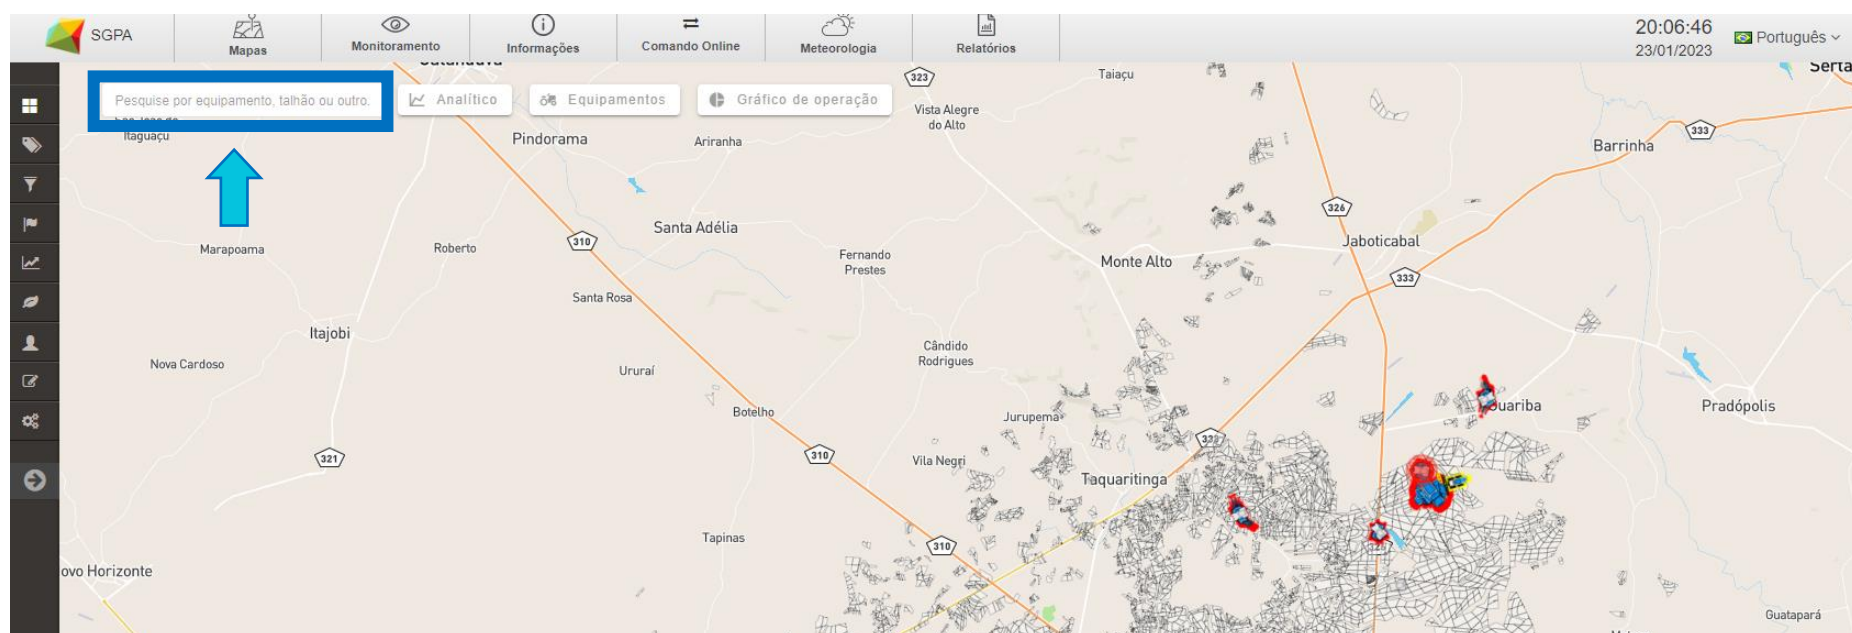 SGPA
Mapas
Monitoramento
Informações
Comando Online
Meteorologia
Relatórios
20:06:46
23/01/2023
Português
Pesquise por equipamento, talhão ou outro.
Analítico
Equipamentos
Gráfico de operação
323
Taiaçu
Vista Alegre
do Alto
Itaguaçu
Pindorama
Ariranha
333
Barrinha
326
Santa Adélia
310
Jaboticabal
Marapoama
Roberto
Fernando
Prestes
Monte Alto
333
Santa Rosa
Itajobi
Cândido
Rodrigues
Nova Cardoso
Ururaí
Botelho
Jurupema
Pradópolis
321
310
Vila Negri
Taquaritinga
Tapinas
310
ovo Horizonte
Guatapará